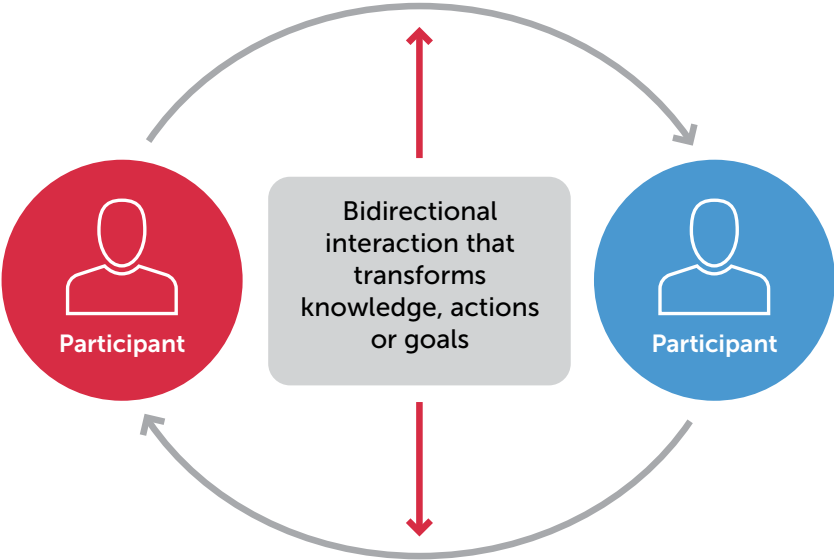 Bidirectional
interaction that
transforms
knowledge, actions
or goals
Participant
Participant